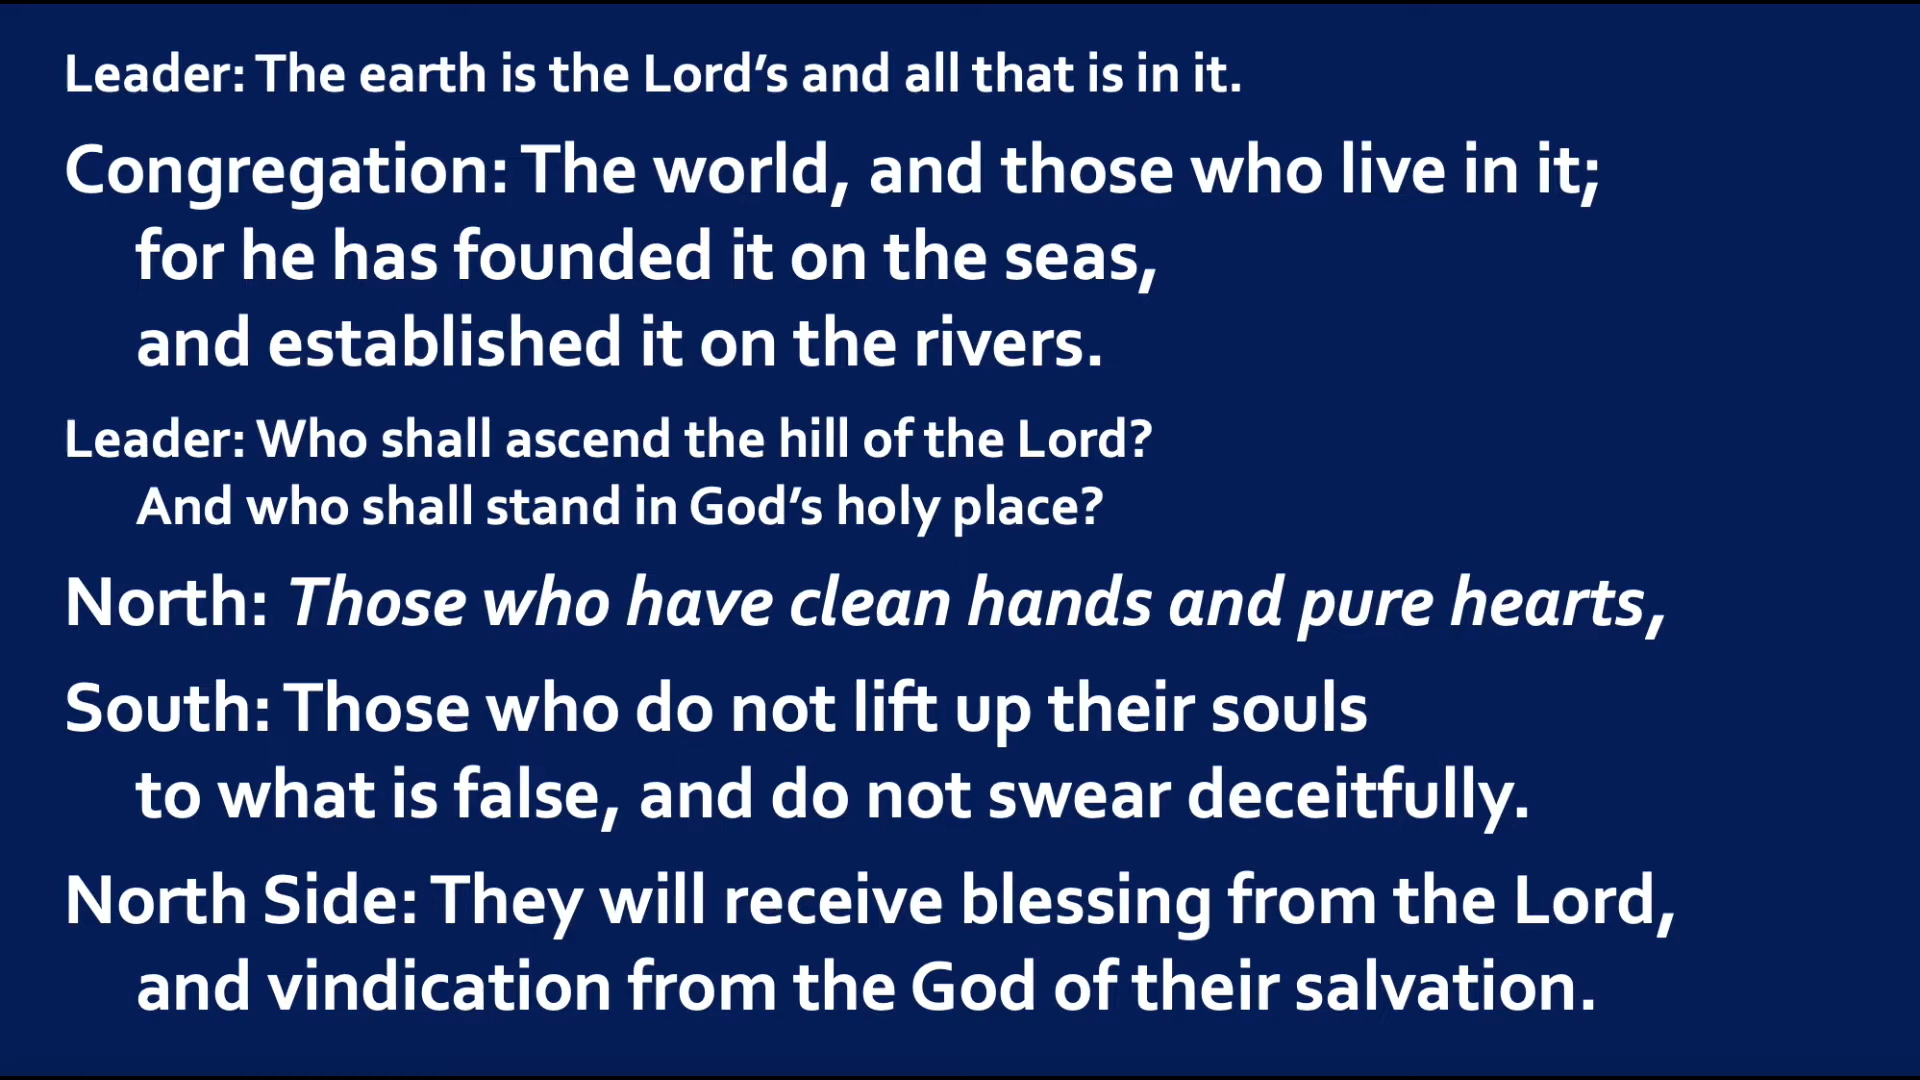 Leader: The earth is the Lord’s and all that is in it.
Congregation: The world, and those who live in it;
for he has founded it on the seas,
and established it on the rivers.
Leader: Who shall ascend the hill of the Lord?
And who shall stand in God’s holy place?
North: Those who have clean hands and pure hearts,
South: Those who do not lift up their souls
to what is false, and do not swear deceitfully.
North Side: They will receive blessing from the Lord,
and vindication from the God of their salvation.